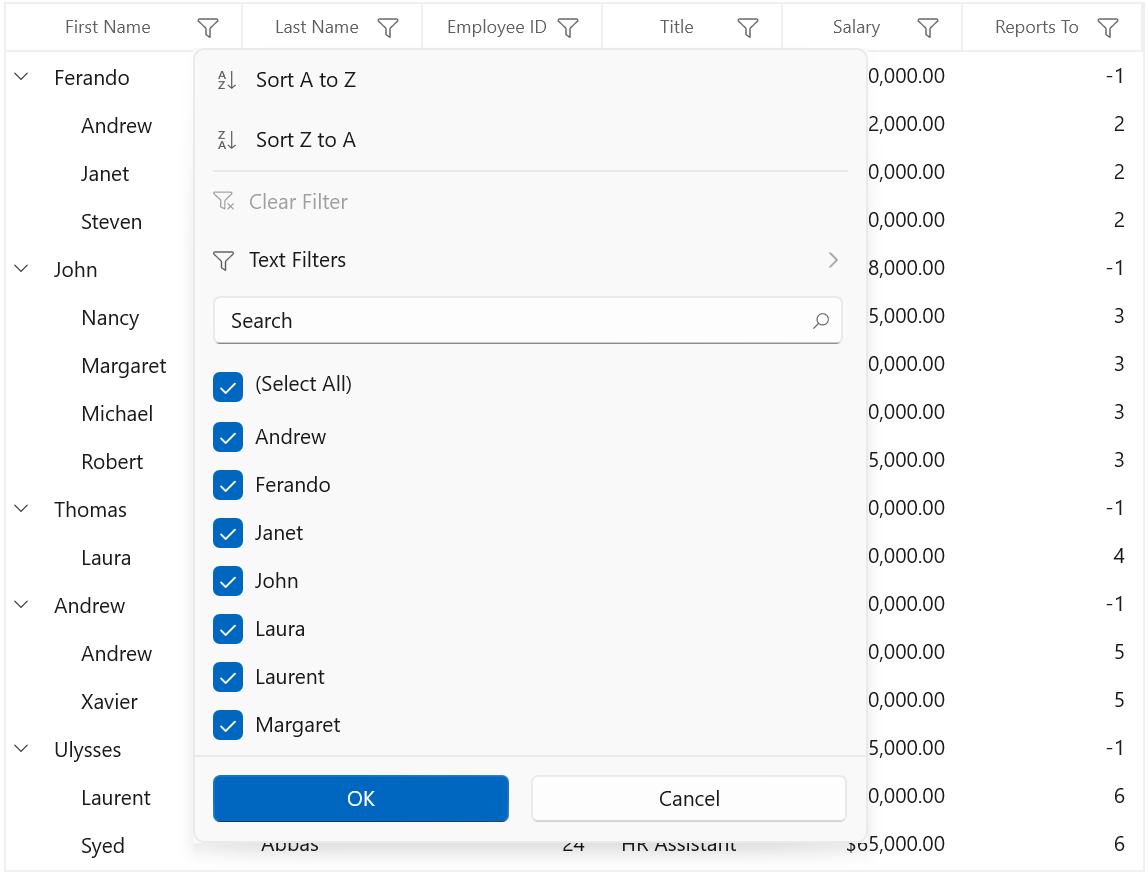 First Name Last Name Employee ID Title Salary Reports To
Ferando 0,000.00 -1
Sort A to Z
Andrew 2,000.00 2
Sort Z to A
Janet 0,000.00 2
Clear Filter
Steven 0,000.00 2
Text Filters
John 8,000.00 -1
Nancy Search 5,000.00 3
Margaret 0,000.00 3
(Select All)
Michael 0,000.00 3
Andrew
Robert 5,000.00 3
Ferando
Thomas 0,000.00 -1
Janet
Laura 0,000.00 4
John
Andrew 0,000.00 -1
Laura
Andrew 0,000.00 5
Laurent
Xavier 0,000.00 5
Margaret
Ulysses 5,000.00 -1
Laurent OK Cancel 0,000.00 6
Syed Abbas 24 HR Assistant $65,000.00 6